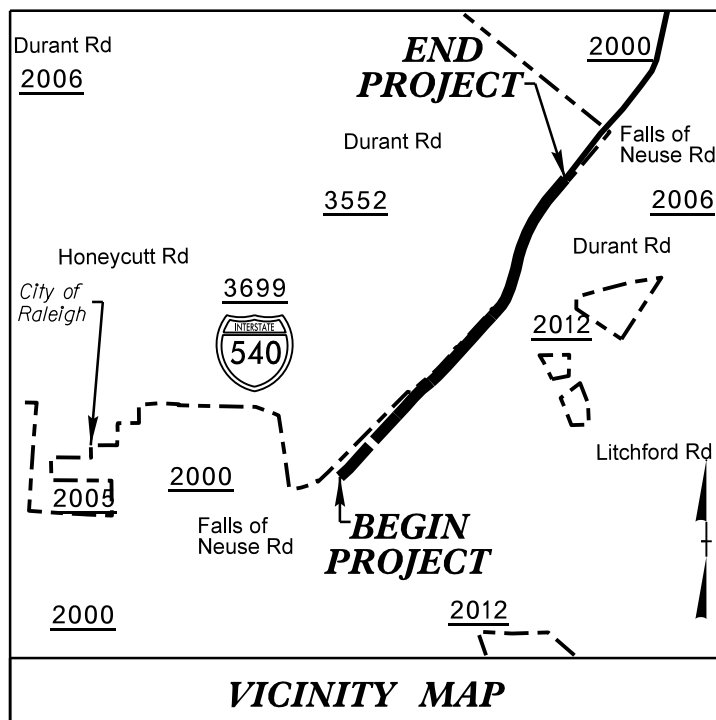 Durant Rd
2006
END
PROJECT
2000
Durant Rd
Falls of
Neuse Rd
3552
2006
Durant Rd
Honeycutt Rd
City of
Raleigh
3699
INTERSTATE
540
2012
Litchford Rd
2005
2000
Falls of
Neuse Rd
BEGIN
PROJECT
2000
2012
VICINITY MAP